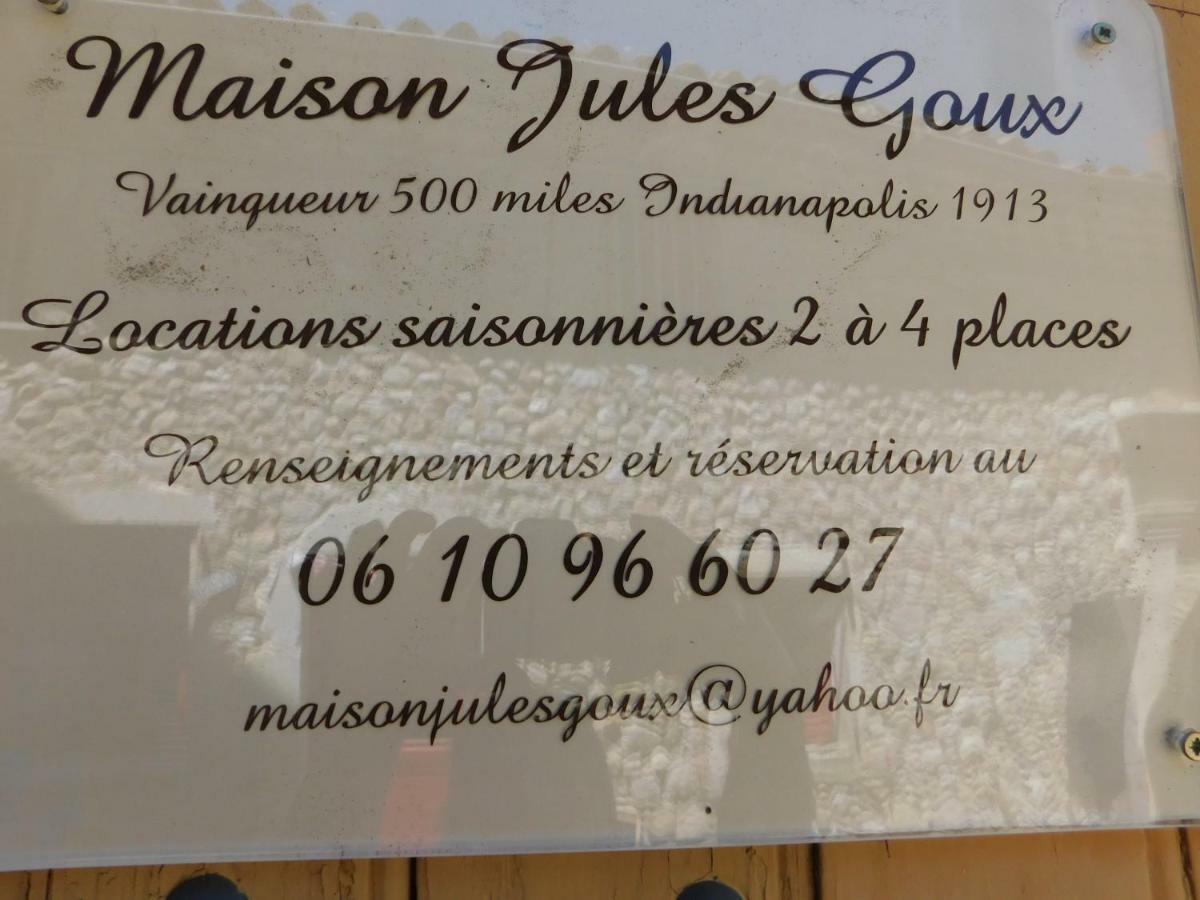 Maison Jules Goux
Vainqueur 500 miles Indianapolis 1913
Locations saisonnières 2 à 4 places
Renseignements et réservation au
06 10 96 60 27
maisonjulesgoux@yahoo.fr